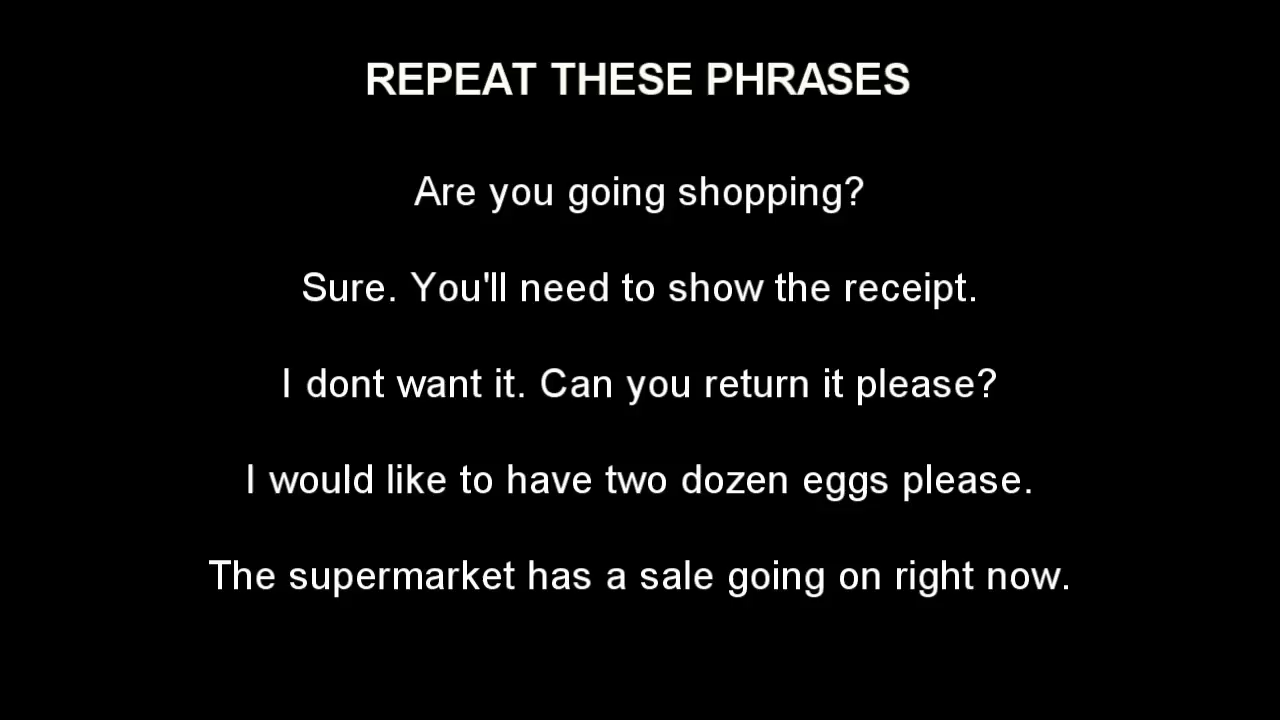 REPEAT THESE PHRASES
Are you going shopping?
Sure. You'll need to show the receipt.
I dont want it. Can you return it please?
I would like to have two dozen eggs please.
The supermarket has a sale going on right now.